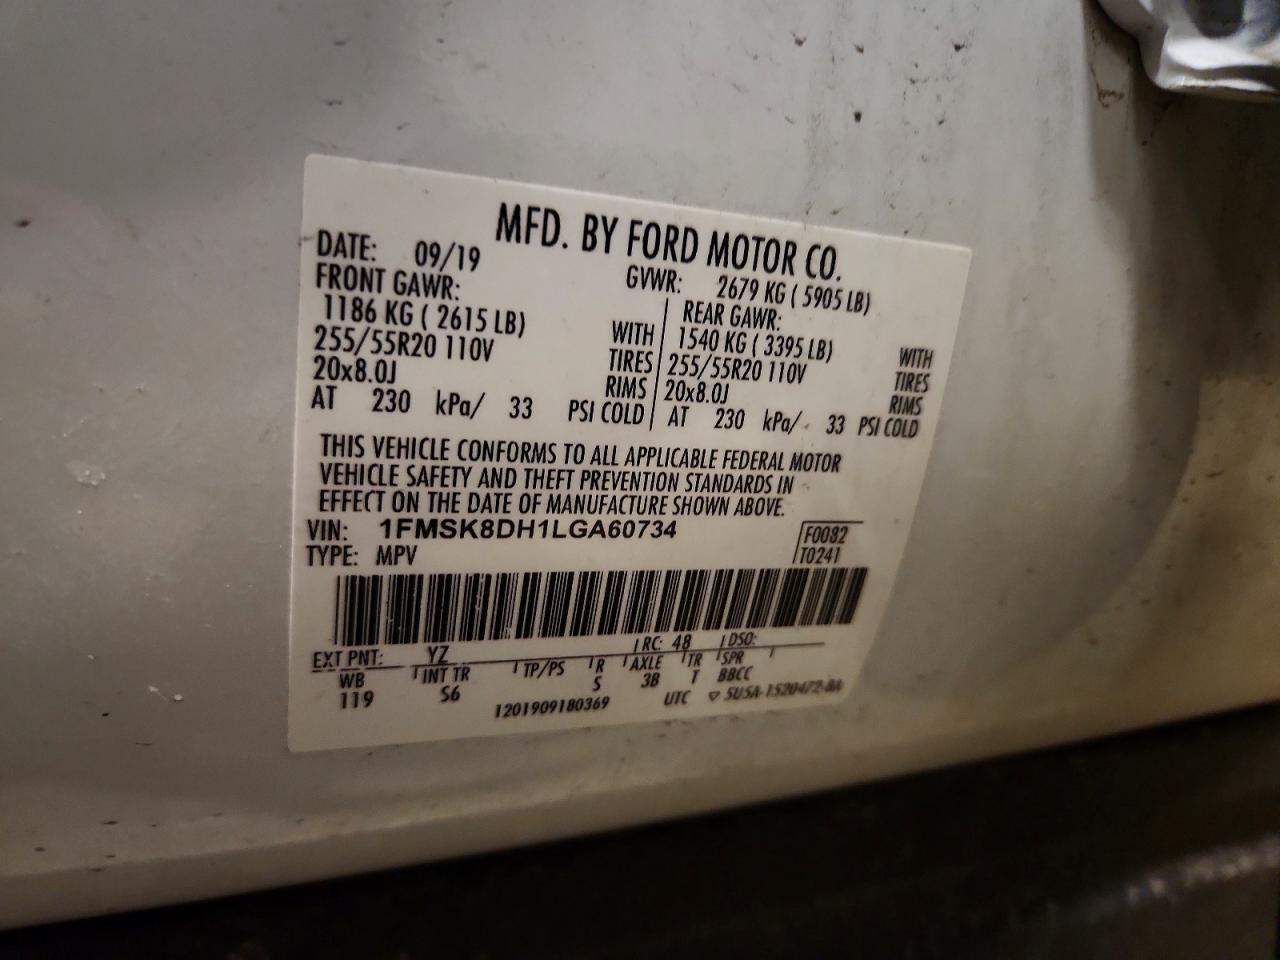 MFD. BY FORD MOTOR CO.
DATE: 09/19 GVWR: 2679 KG ( 5905 LB)
FRONT GAWR: REAR GAWR:
1186 KG ( 2615 LB) WITH 1540 KG ( 3395 LB) WITH
255/55R20 110V TIRES 255/55R20 110V TIRES
20x8.0J RIMS 20x8.0J RIMS
AT 230 kPa/ 33 PSI COLD AT 230 kPa/ 33 PSI COLD
THIS VEHICLE CONFORMS TO ALL APPLICABLE FEDERAL MOTOR
VEHICLE SAFETY AND THEFT PREVENTION STANDARDS IN
EFFECT ON THE DATE OF MANUFACTURE SHOWN ABOVE.
VIN: 1FMSK8DH1LGA60734 F0082
TYPE: MPV T0241
EXT PNT: YZ RC: 48 DSO:
WB INT TR TP/PS R AXLE TR SPR
119 S6 S 3B T BBCC
1201909180369 UTC ▽ 5USA-1520472-BA